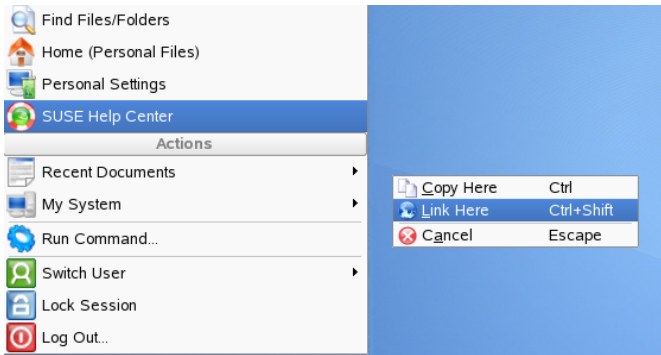 Find Files/Folders
Home (Personal Files)
Personal Settings
SUSE Help Center
Actions
Recent Documents
My System
Run Command...
Switch User
Lock Session
Log Out...
Copy Here Ctrl
Link Here Ctrl+Shift
Cancel Escape